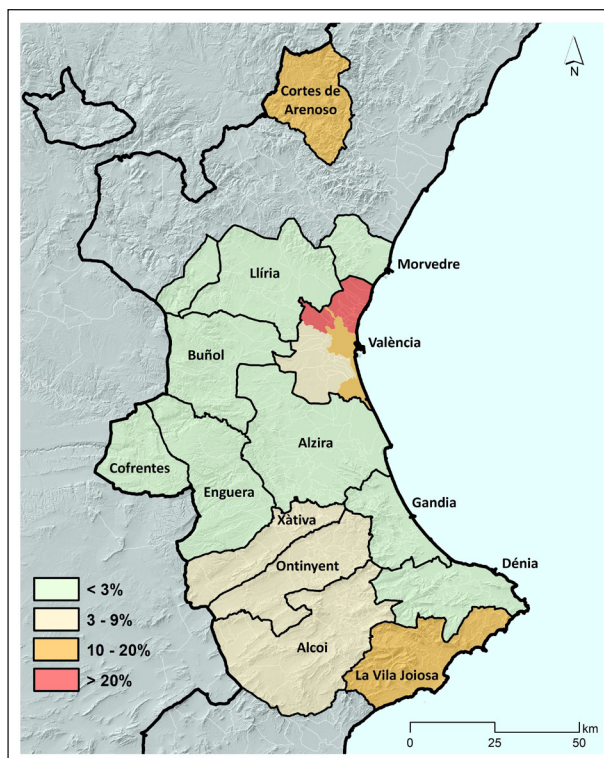 N
Cortes de
Arenoso
Morvedre
Llíria
València
Buñol
Alzira
Cofrentes
Enguera
Gandia
Xàtiva
Dénia
Ontinyent
Alcoi
La Vila Joiosa
< 3%
3 - 9%
10 - 20%
> 20%
km
0 25 50